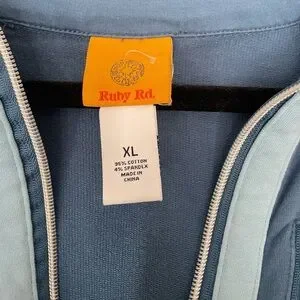 Ruby Rd.
XL
96% COTTON
4% SPANDEX
MADE IN
CHINA